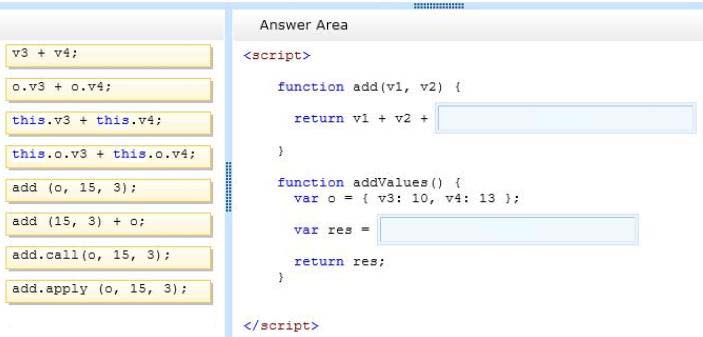 v3 + v4;
o.v3 + o.v4;
this.v3 + this.v4;
this.o.v3 + this.o.v4;
add (o, 15, 3);
add (15, 3) + o;
add.call(o, 15, 3);
add.apply (o, 15, 3);
Answer Area
<script>
function add(v1, v2) {
return v1 + v2 +
}
function addValues() {
var o = { v3: 10, v4: 13 };
var res =
return res;
}
</script>